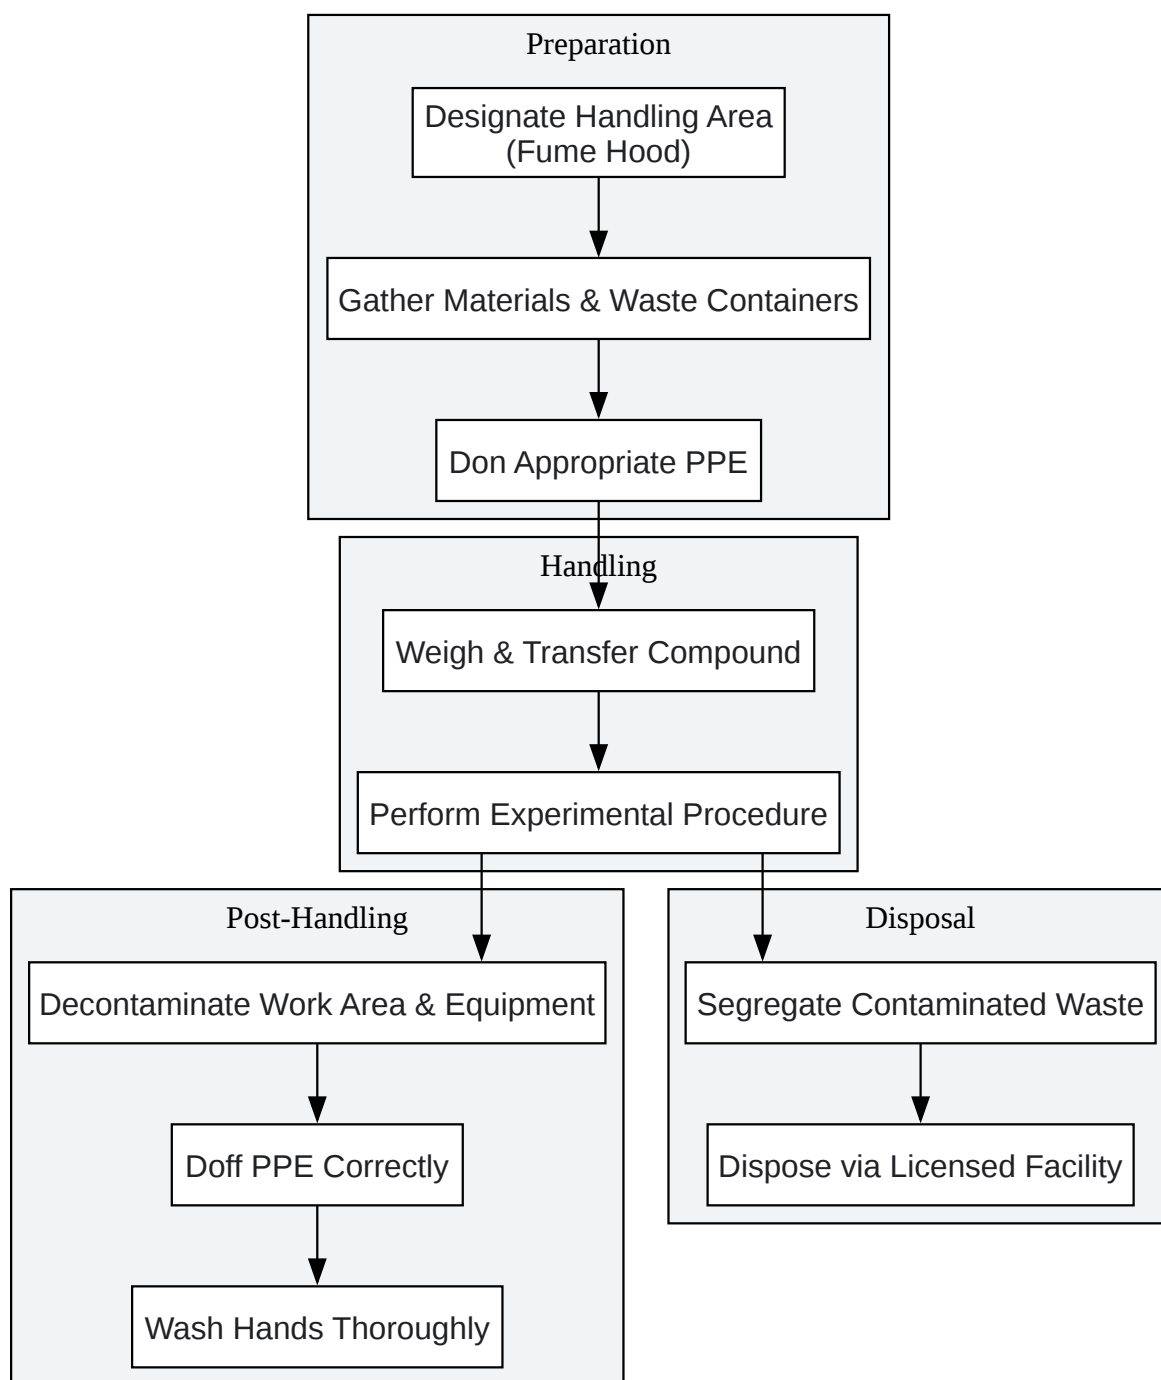 Preparation
Designate Handling Area
(Fume Hood)
Gather Materials & Waste Containers
Don Appropriate PPE
Handling
Weigh & Transfer Compound
Perform Experimental Procedure
Post-Handling
Decontaminate Work Area & Equipment
Doff PPE Correctly
Wash Hands Thoroughly
Disposal
Segregate Contaminated Waste
Dispose via Licensed Facility